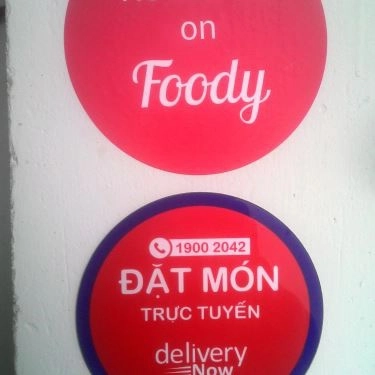 on
Foody
1900 2042
ĐẶT MÓN
TRỰC TUYẾN
delivery
Now